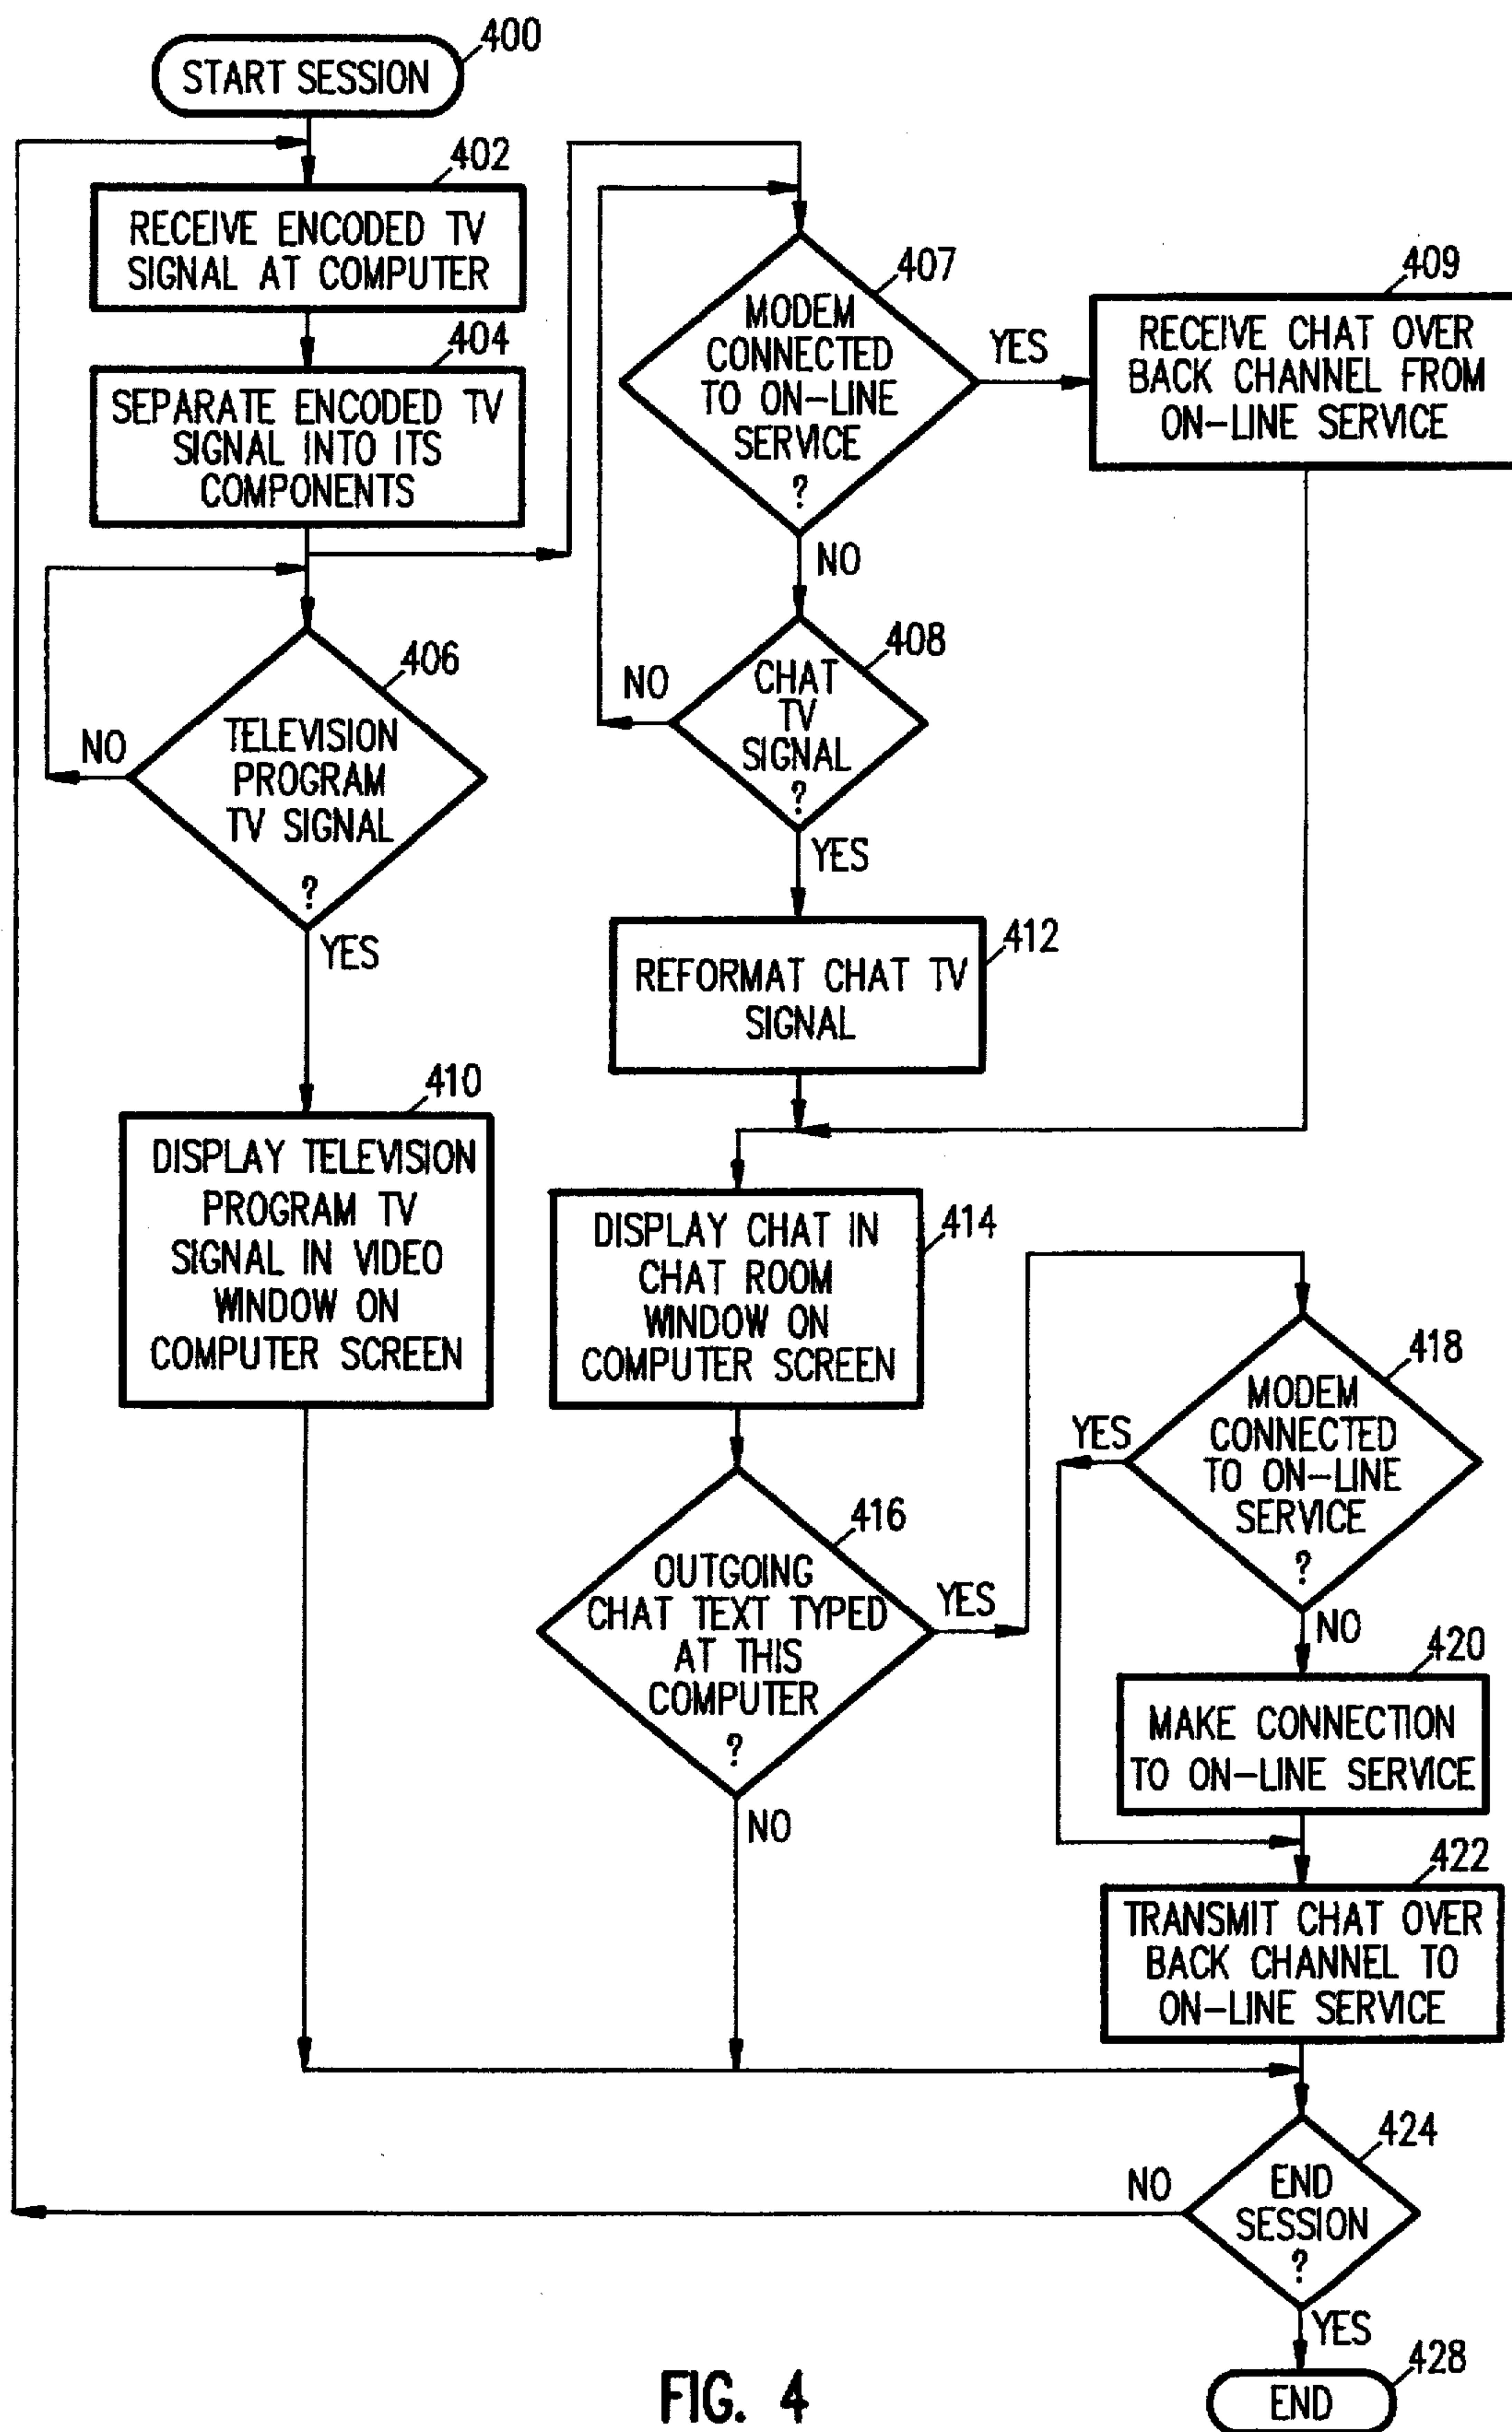 START SESSION
400
402
RECEIVE ENCODED TV
SIGNAL AT COMPUTER
404
SEPARATE ENCODED TV
SIGNAL INTO ITS
COMPONENTS
406
TELEVISION
PROGRAM
TV SIGNAL
?
NO
YES
410
DISPLAY TELEVISION
PROGRAM TV
SIGNAL IN VIDEO
WINDOW ON
COMPUTER SCREEN
407
MODEM
CONNECTED
TO ON-LINE
SERVICE
?
YES
NO
409
RECEIVE CHAT OVER
BACK CHANNEL FROM
ON-LINE SERVICE
408
CHAT
TV
SIGNAL
?
NO
YES
412
REFORMAT CHAT TV
SIGNAL
414
DISPLAY CHAT IN
CHAT ROOM
WINDOW ON
COMPUTER SCREEN
416
OUTGOING
CHAT TEXT TYPED
AT THIS
COMPUTER
?
YES
NO
418
MODEM
CONNECTED
TO ON-LINE
SERVICE
?
YES
NO
420
MAKE CONNECTION
TO ON-LINE SERVICE
422
TRANSMIT CHAT OVER
BACK CHANNEL TO
ON-LINE SERVICE
424
END
SESSION
?
NO
YES
428
END
FIG. 4